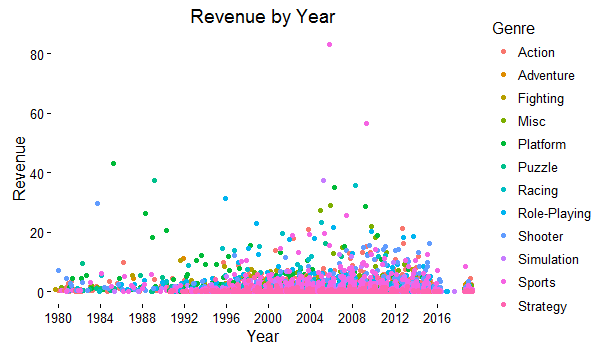 Revenue by Year
Revenue
80
60
40
20
0
1980 1984 1988 1992 1996 2000 2004 2008 2012 2016
Year
Genre
Action
Adventure
Fighting
Misc
Platform
Puzzle
Racing
Role-Playing
Shooter
Simulation
Sports
Strategy